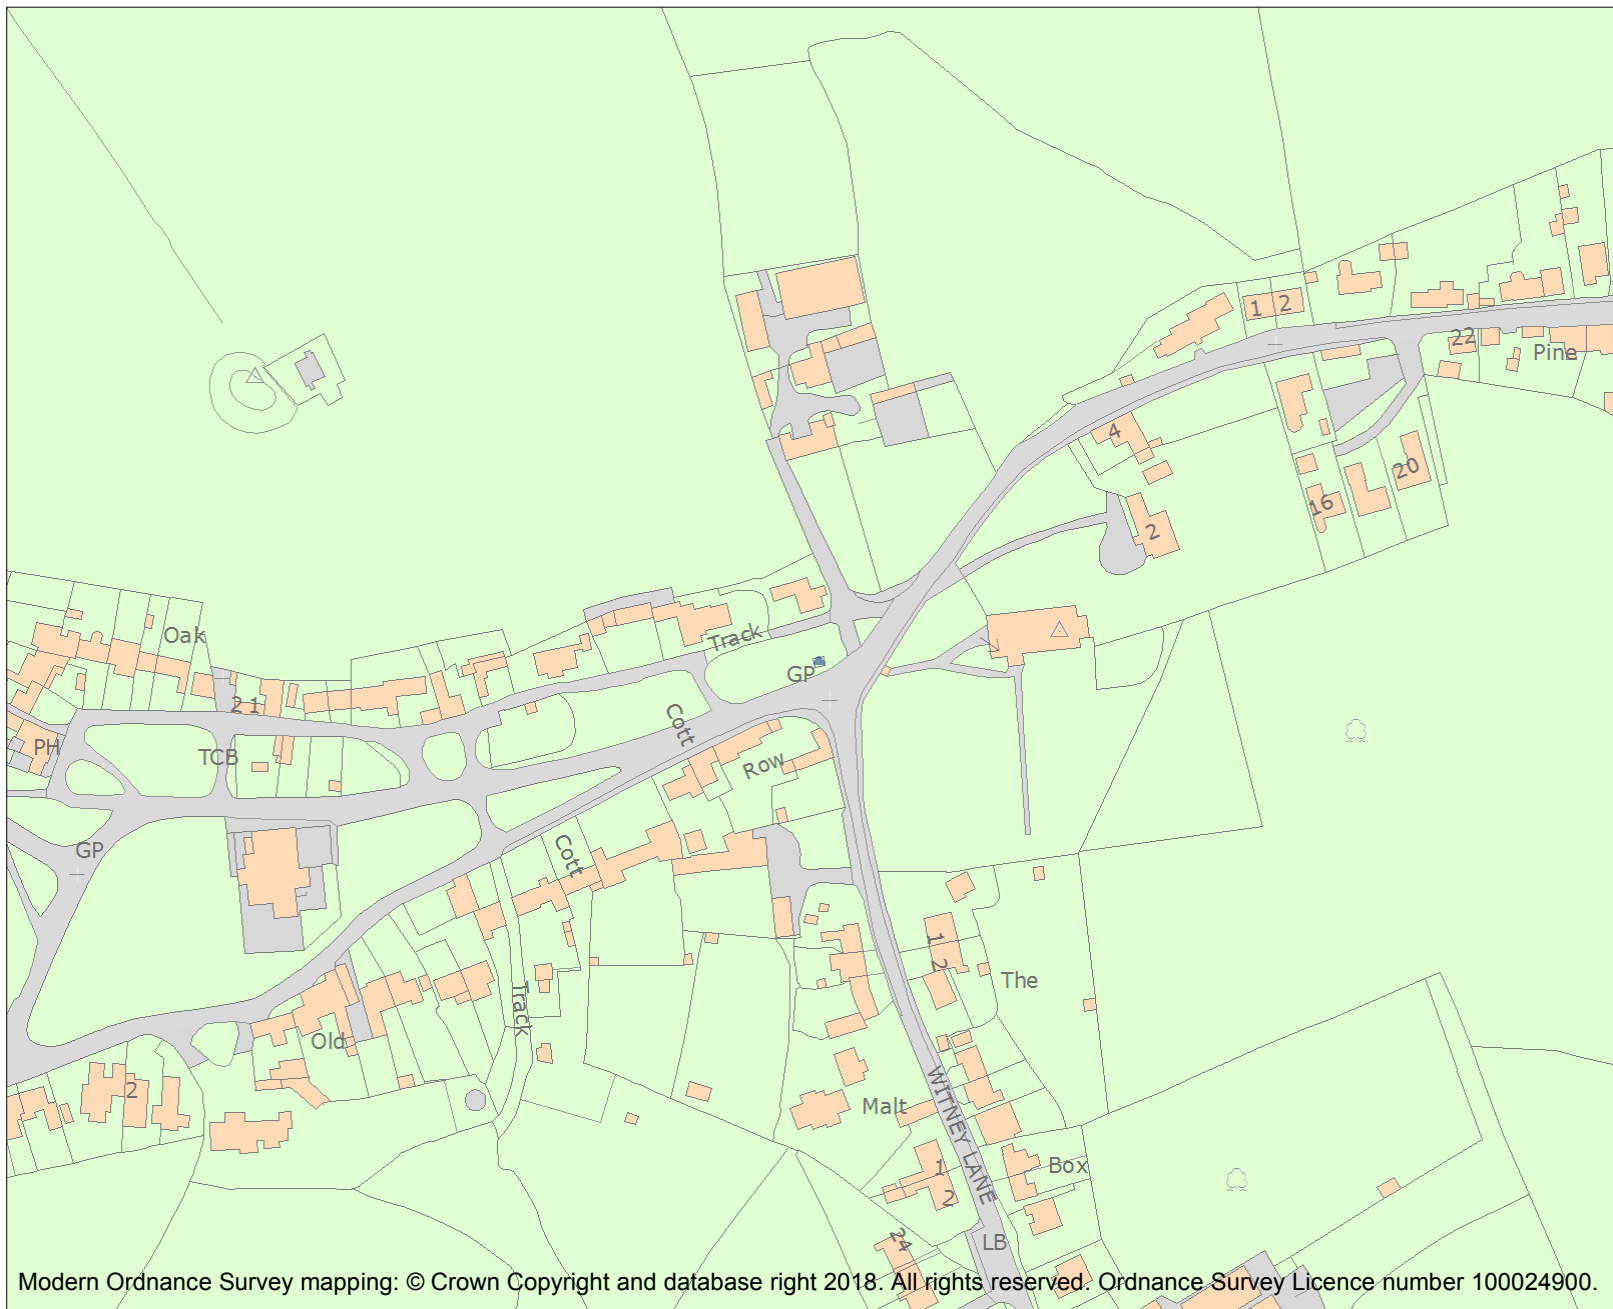 1 2
22
Pine
4
20
16
2
Oak
Track
GP
2 1
Cott
PH
TCB
Row
GP
Cott
1
2
The
Track
Old
2
WITNEY LANE
Malt
1
2
Box
24
LB
Modern Ordnance Survey mapping: © Crown Copyright and database right 2018. All rights reserved. Ordnance Survey Licence number 100024900.